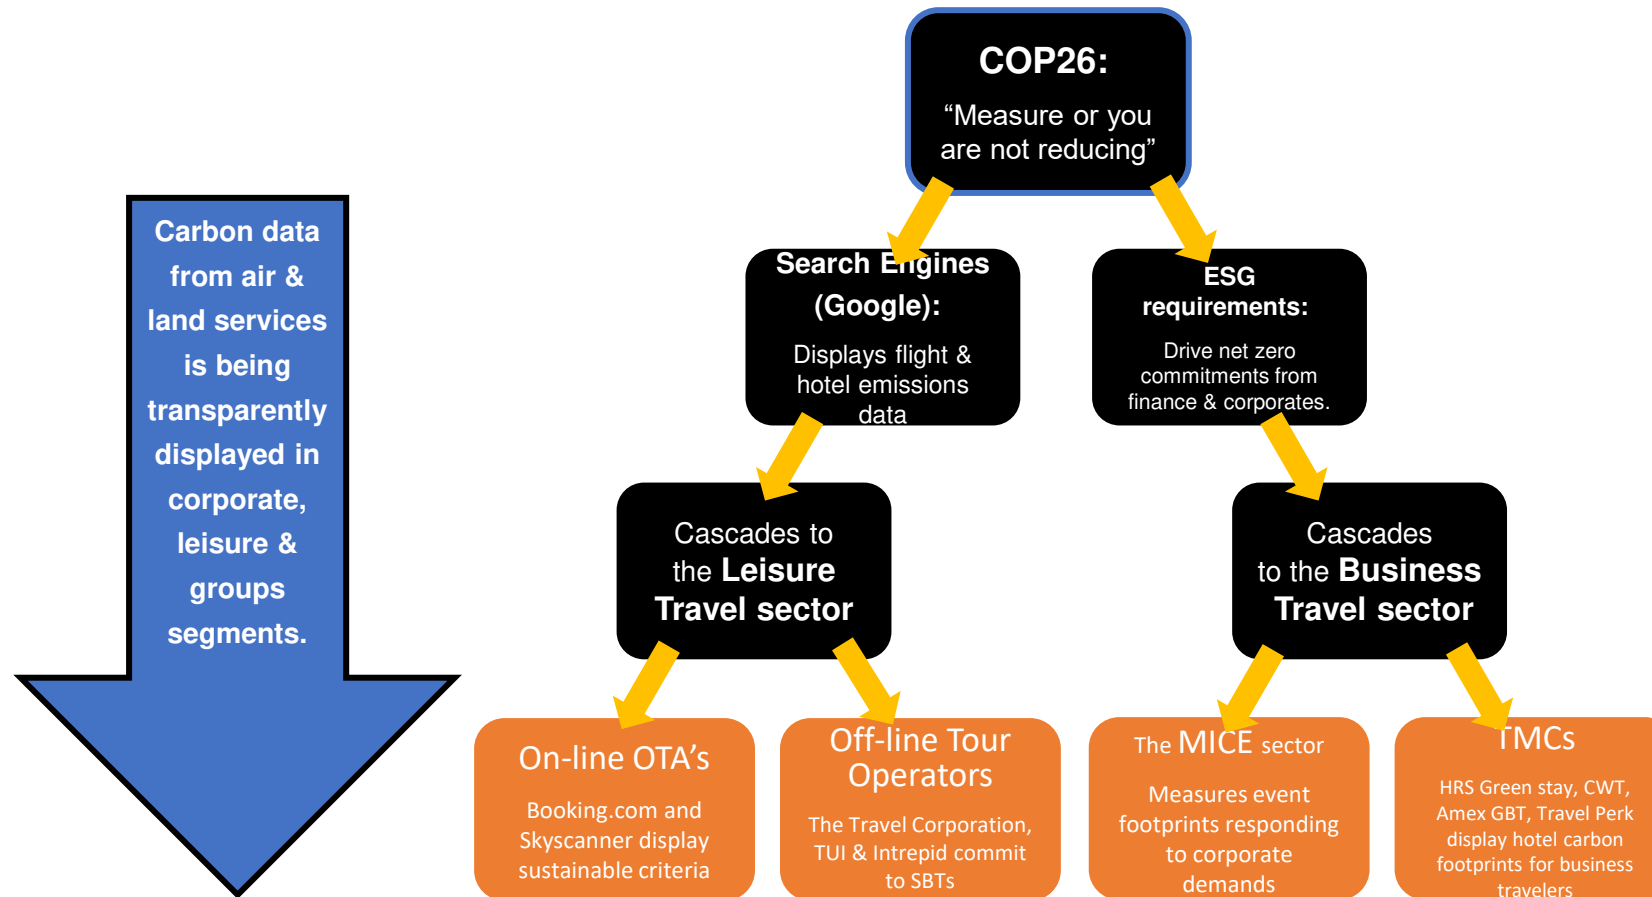 COP26:
“Measure or you
are not reducing”
Carbon data
from air &
land services
is being
transparently
displayed in
corporate,
leisure &
groups
segments.
Search Engines
(Google):
Displays flight &
hotel emissions
data
ESG
requirements:
Drive net zero
commitments from
finance & corporates.
Cascades to
the Leisure
Travel sector
Cascades
to the Business
Travel sector
On-line OTA’s
Booking.com and
Skyscanner display
sustainable criteria
Off-line Tour
Operators
The Travel Corporation,
TUI & Intrepid commit
to SBTs
The MICE sector
Measures event
footprints responding
to corporate
demands
TMCs
HRS Green stay, CWT,
Amex GBT, Travel Perk
display hotel carbon
footprints for business
travelers